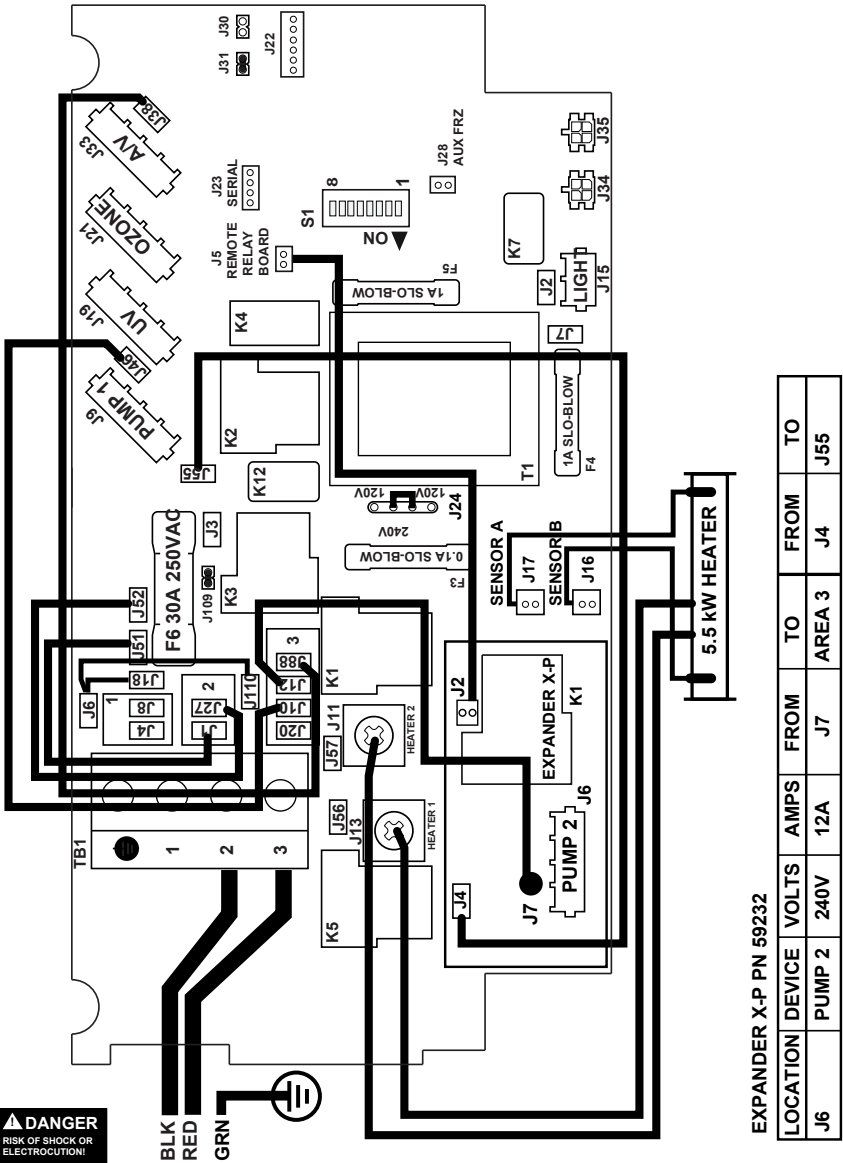 DANGER
RISK OF SHOCK OR
ELECTROCUTION!
BLK
RED
GRN
TB1
1
2
3
J30
J31
J22
J38
J33
A/V
J21
OZONE
J19
UV
J46
J9
PUMP 1
J23
SERIAL
J5
REMOTE
RELAY
BOARD
S1
8
1
ON
J28
AUX FRZ
J35
J34
K7
J2
LIGHT
J15
F5
1A SLO-BLOW
K4
K2
J55
K12
J7
1A SLO-BLOW
F4
T1
120V
120V
J24
240V
0.1A SLO-BLOW
F3
F6 30A 250VAC
J3
J109
K3
J52
J51
J18
J6
J110
1
J8
J4
2
J27
J1
3
J88
J12
J10
J20
K1
J11
HEATER 2
J57
J56
J13
HEATER 1
K5
SENSOR A
J17
SENSOR B
J16
5.5 kW HEATER
J2
EXPANDER X-P
K1
J6
PUMP 2
J7
J4
EXPANDER X-P PN 59232
LOCATION DEVICE VOLTS AMPS FROM TO FROM TO
J6 PUMP 2 240V 12A J7 AREA 3 J4 J55